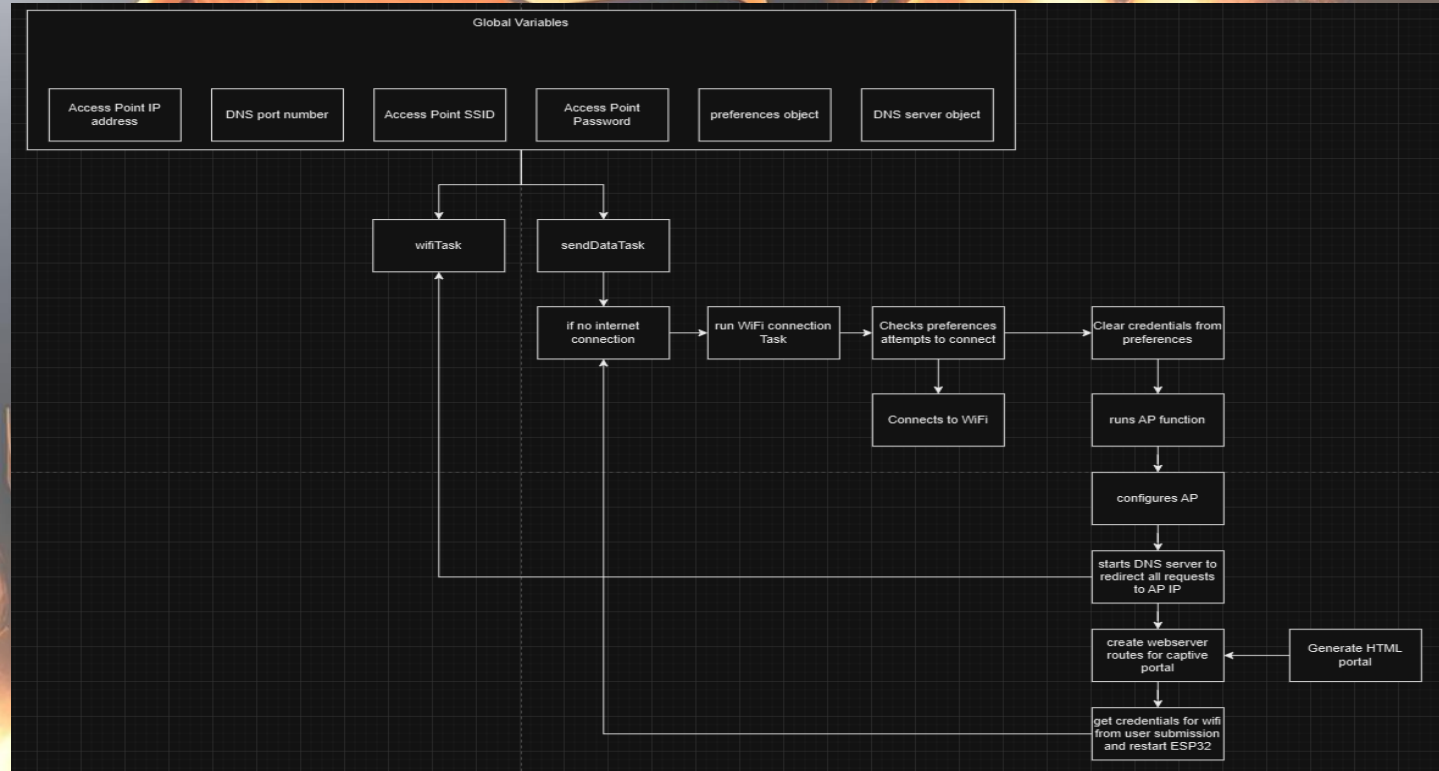 Global Variables
Access Point IP
address
DNS port number
Access Point SSID
Access Point
Password
preferences object
DNS server object
wifiTask
sendDataTask
if no internet
connection
run WiFi connection
Task
Checks preferences
attempts to connect
Clear credentials from
preferences
Connects to WiFi
runs AP function
configures AP
starts DNS server to
redirect all requests
to AP IP
create webserver
routes for captive
portal
Generate HTML
portal
get credentials for wifi
from user submission
and restart ESP32